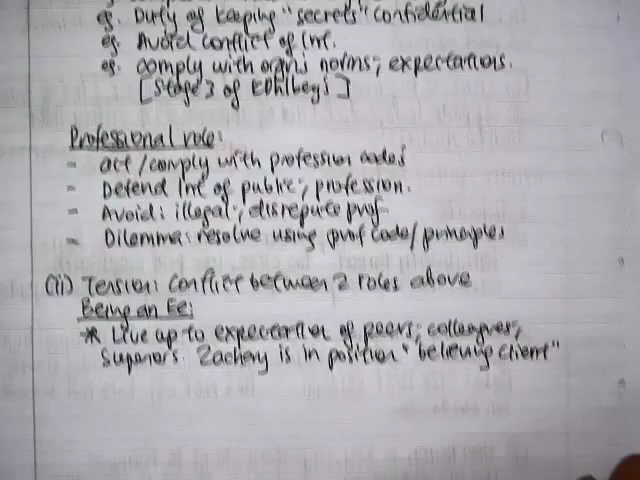 eg. Duty of keeping "secrets" confidential
eg. Avoid conflict of int.
eg. comply with organ's norms; expectations.
[Stage 3 of Kohlberg's]
Professional role:
- act/comply with profession codes
- Defend int of public; profession.
- Avoid: illegal; disrepute prof
- Dilemma: resolve using prof code/principles
(ii) Tension: conflict between 2 roles above
Being an Ee:
* Live up to expectation of peers; colleagues;
superiors. Zachery is in position "believing client"